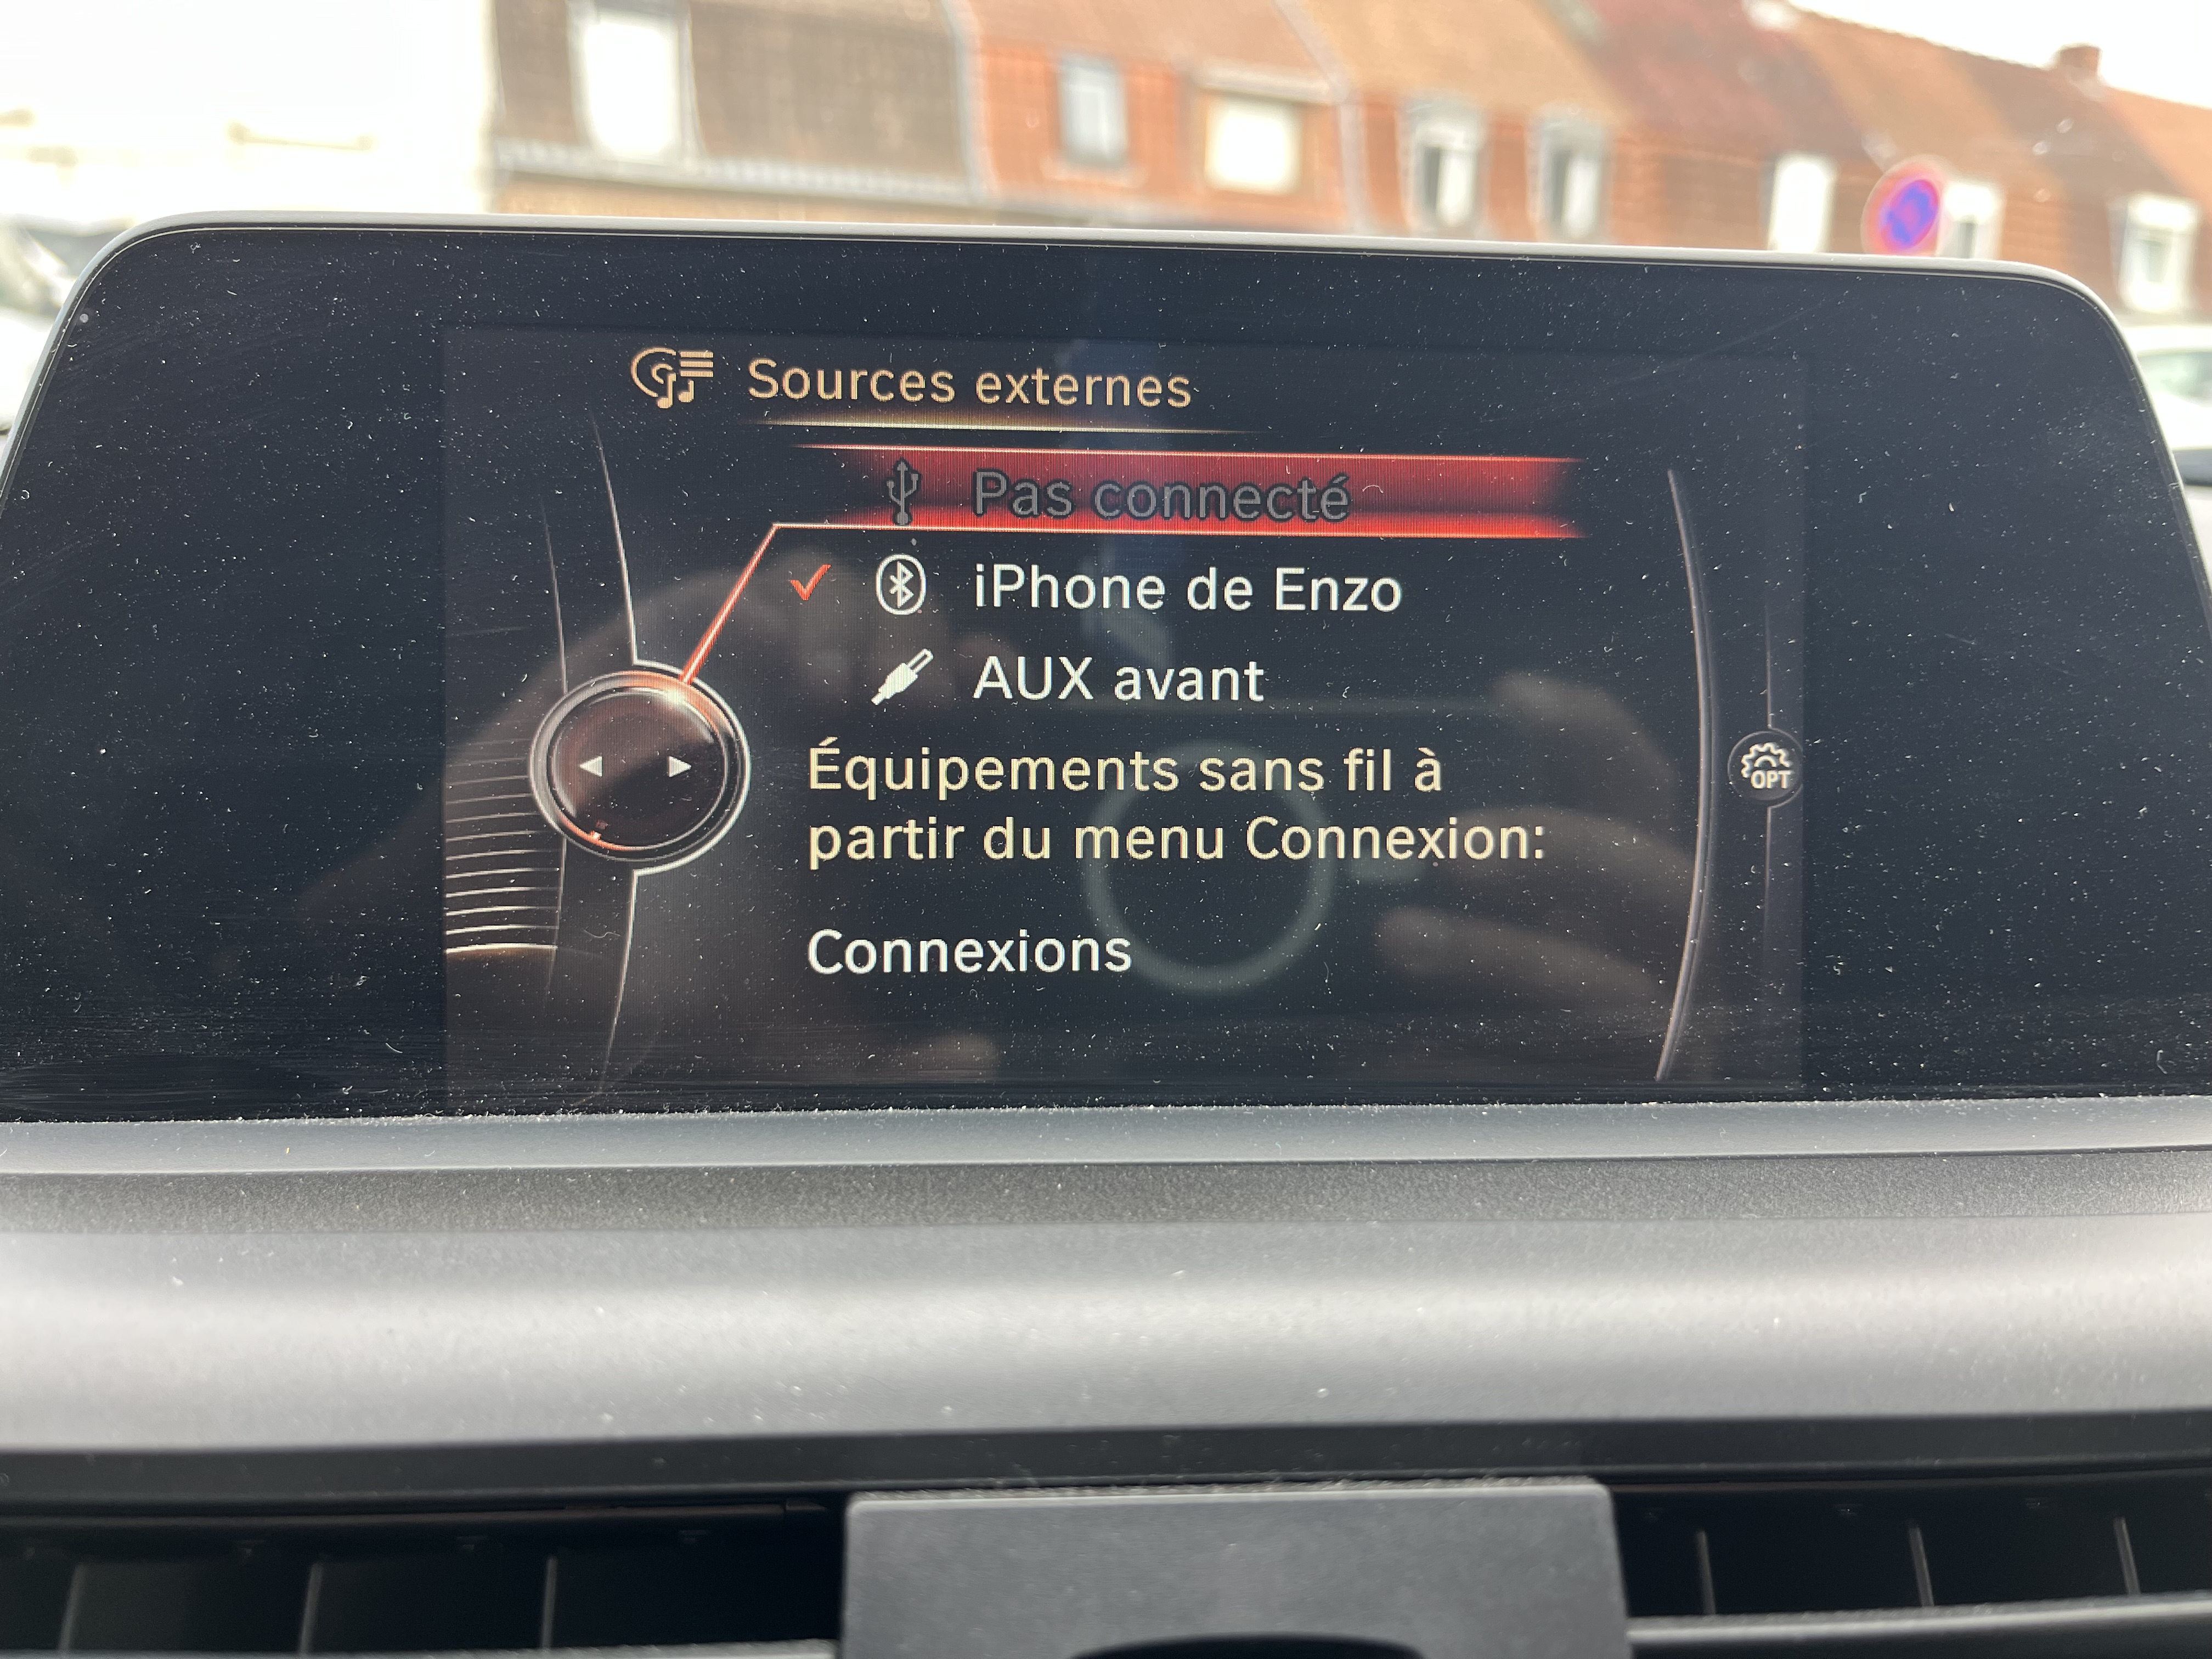 Sources externes
Pas connecté
iPhone de Enzo
AUX avant
Équipements sans fil à
partir du menu Connexion:
OPT
Connexions